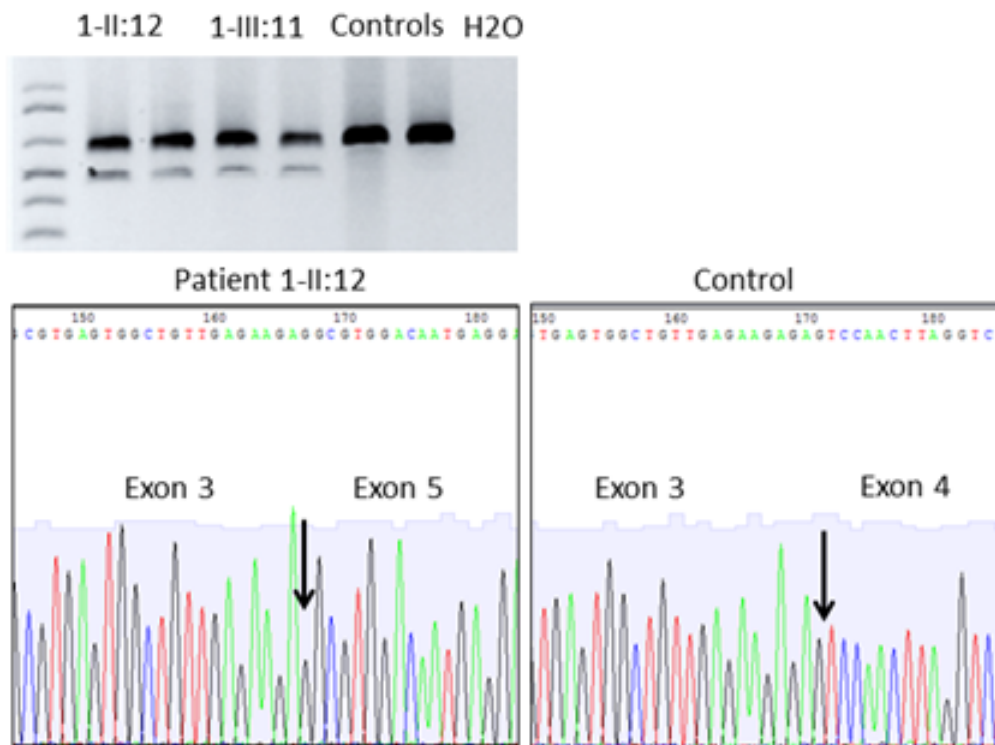 1-II:12 1-III:11 Controls H2O
Patient 1-II:12 Control
150 160 170 180
CGTGAGTGGCTGTTGAGAAGAGGCGTGGACAATGAGG
150 160 170 180
TGAGTGGCTGTTGAGAAGAGAGTCCAACTTAGGTC
Exon 3 Exon 5
Exon 3 Exon 4